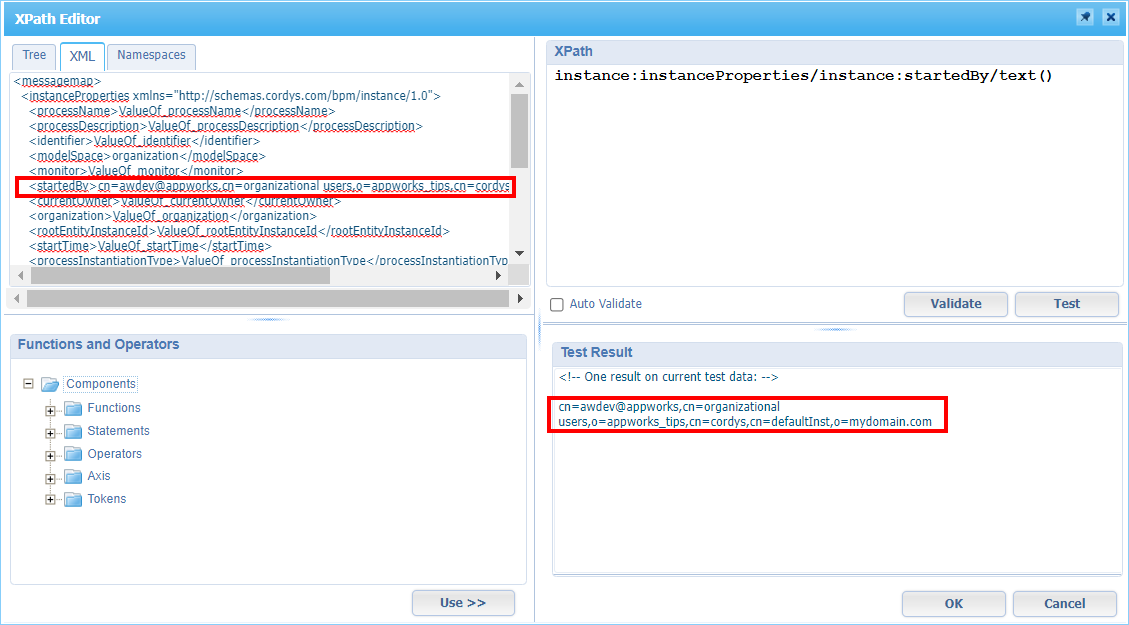 XPath Editor
Tree
XML
Namespaces
<messagemap>
<instanceProperties xmlns="http://schemas.cordys.com/bpm/instance/1.0">
<processName>ValueOf_processName</processName>
<processDescription>ValueOf_processDescription</processDescription>
<identifier>ValueOf_identifier</identifier>
<modelSpace>organization</modelSpace>
<monitor>ValueOf_monitor</monitor>
<startedBy>cn=awdev@appworks,cn=organizational users,o=appworks_tips,cn=cordys
<currentOwner>ValueOf_currentOwner</currentOwner>
<organization>ValueOf_organization</organization>
<rootEntityInstanceId>ValueOf_rootEntityInstanceId</rootEntityInstanceId>
<startTime>ValueOf_startTime</startTime>
<processInstantiationType>ValueOf_processInstantiationType</processInstantiationTyp
Functions and Operators
Components
Functions
Statements
Operators
Axis
Tokens
Use >>
XPath
instance:instanceProperties/instance:startedBy/text()
Auto Validate
Validate
Test
Test Result
<!-- One result on current test data: -->
cn=awdev@appworks,cn=organizational
users,o=appworks_tips,cn=cordys,cn=defaultInst,o=mydomain.com
OK
Cancel